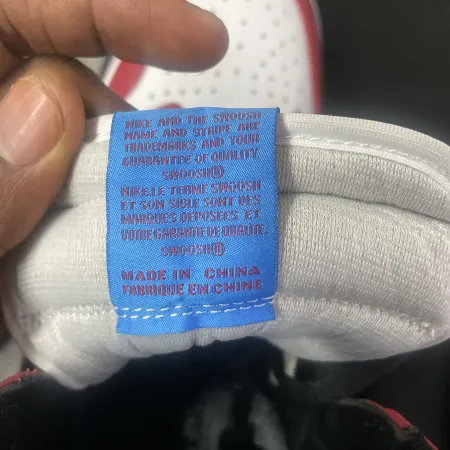 NIKE AND THE SWOOSH
NAME AND STRIPE ARE
TRADEMARKS AND YOUR
GUARANTEE OF QUALITY
SWOOSH®
NIKE.LE TERME SWOOSH
ET SON SIGLE SONT DES
MARQUES DEPOSEES ET
VOTRE GARANTIE DE QUALITE.
SWOOSH®
MADE IN CHINA
FABRIQUE EN CHINE